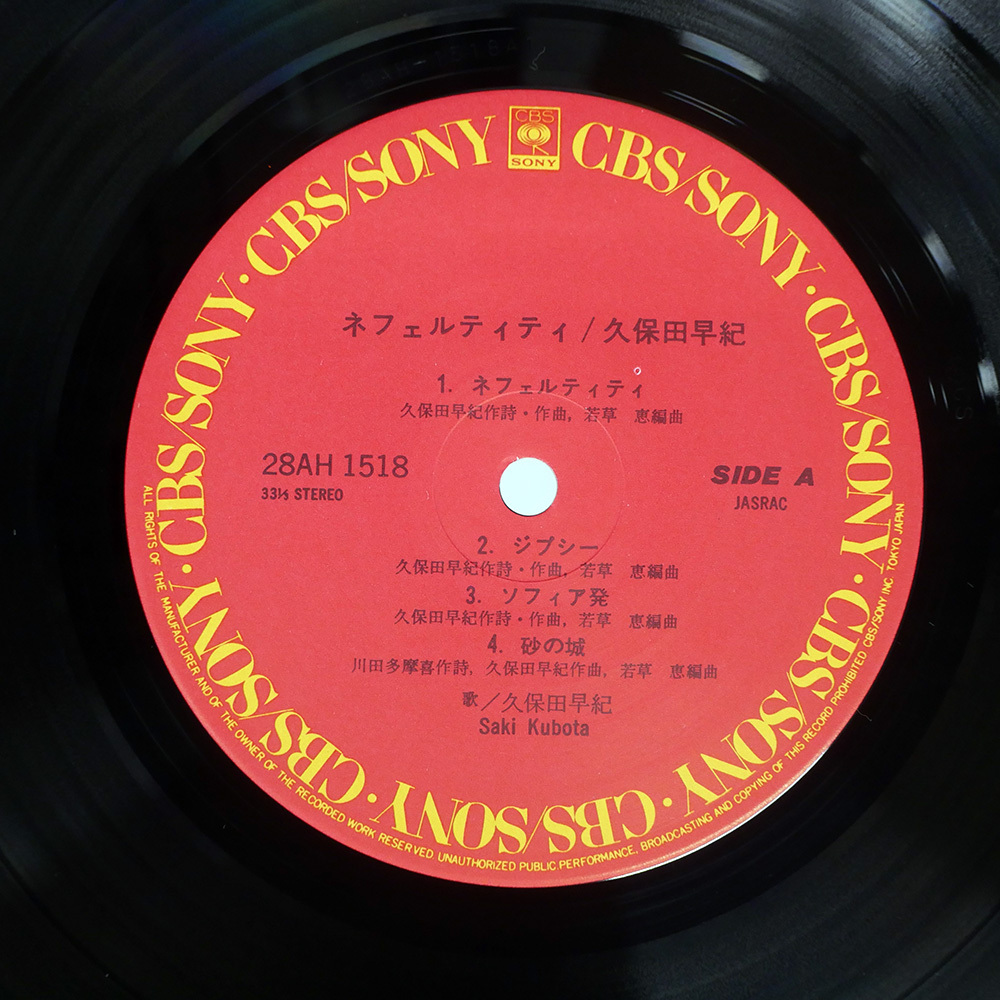 CBS
SONY
CBS/SONY · CBS/SONY · CBS/SONY · CBS/SONY · CBS/SONY · CBS/SONY · CBS/SONY · CBS/SONY
ネフェルティティ/久保田早紀
1. ネフェルティティ
久保田早紀作詩・作曲, 若草 恵編曲
28AH 1518
33⅓ STEREO
SIDE A
JASRAC
2. ジプシー
久保田早紀作詩・作曲, 若草 恵編曲
3. ソフィア発
久保田早紀作詩・作曲, 若草 恵編曲
4. 砂の城
川田多摩喜作詩, 久保田早紀作曲, 若草 恵編曲
歌/久保田早紀
Saki Kubota
ALL RIGHTS OF THE MANUFACTURER AND OF THE OWNER OF THE RECORDED WORK RESERVED. UNAUTHORIZED PUBLIC PERFORMANCE, BROADCASTING AND COPYING OF THIS RECORD PROHIBITED CBS/SONY INC. TOKYO JAPAN